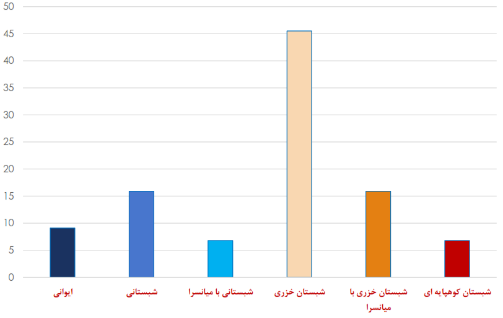 50
45
40
35
30
25
20
15
10
5
0
ایوانی
شبستانی
شبستانی با میانسرا
شبستان خزری
شبستان خزری با
میانسرا
شبستان کوهپایه ای